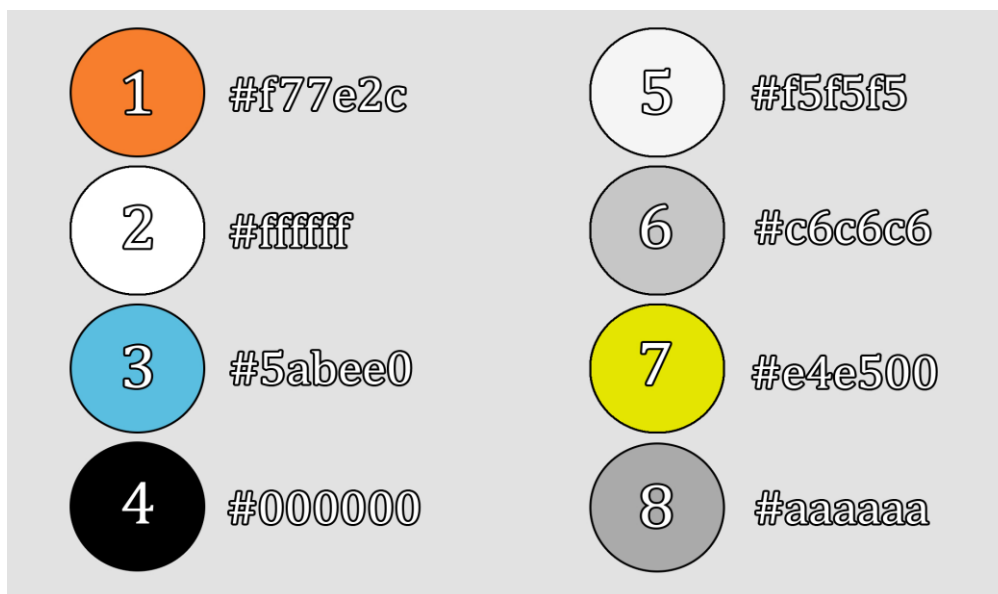 1 #f77e2c
2 #ffffff
3 #5abee0
4 #000000
5 #f5f5f5
6 #c6c6c6
7 #e4e500
8 #aaaaaa